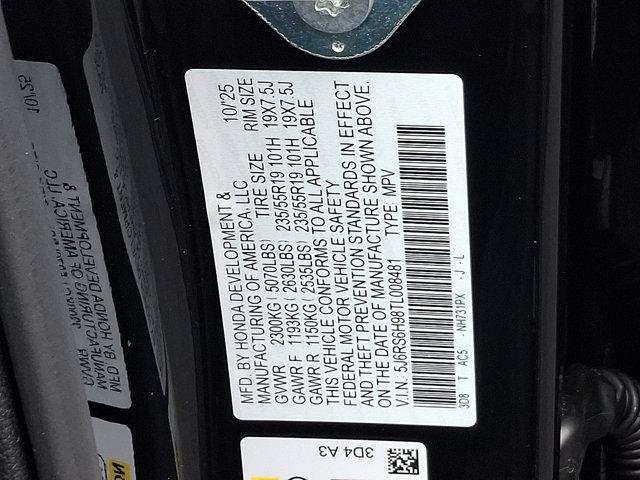 MFD. BY HONDA DEVELOPMENT &
MANUFACTURING OF AMERICA, LLC 10/'25
TIRE SIZE RIM SIZE
GVWR 2300KG ( 5070LBS)
GAWR F 1193KG ( 2630LBS) 235/55R19 101H 19X7.5J
GAWR R 1150KG ( 2535LBS) 235/55R19 101H 19X7.5J
THIS VEHICLE CONFORMS TO ALL APPLICABLE
FEDERAL MOTOR VEHICLE SAFETY
AND THEFT PREVENTION STANDARDS IN EFFECT
ON THE DATE OF MANUFACTURE SHOWN ABOVE.
V.I.N. 5J6RS6H98TL008481 TYPE: MPV
3D8 T AC5 - NH731PX - J - L
3D4 A3